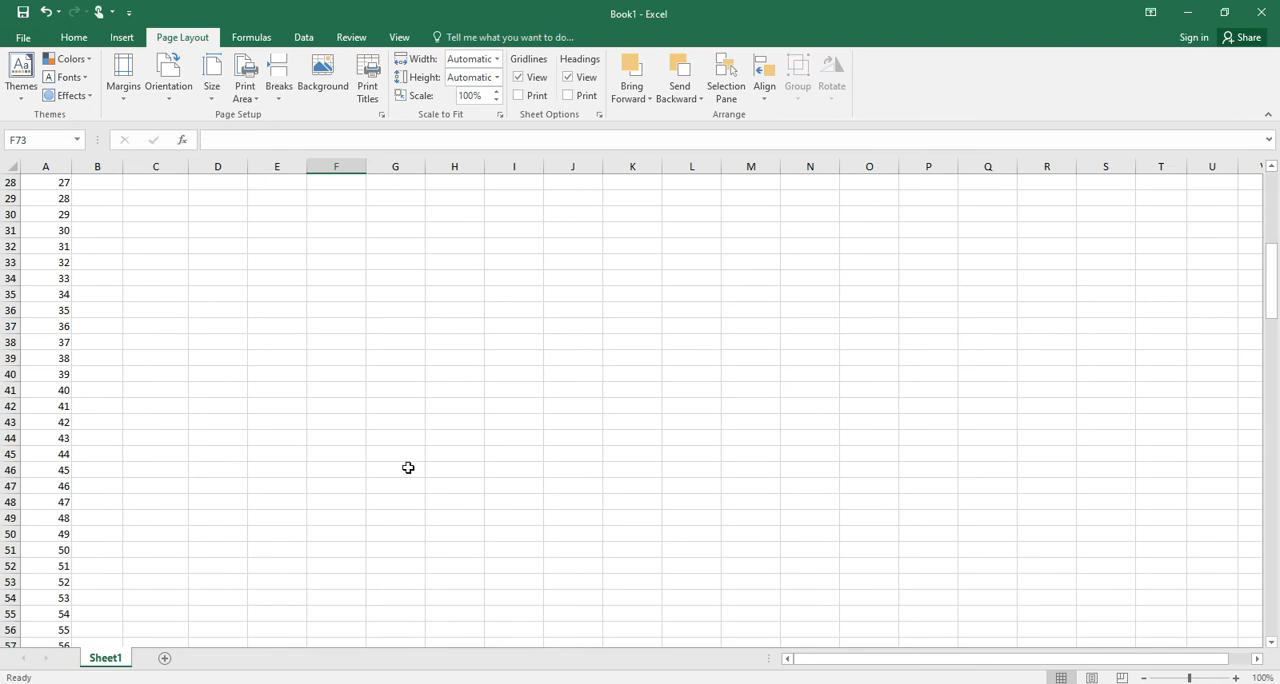 Book1 - Excel
Sign in Share
File Home Insert Page Layout Formulas Data Review View Tell me what you want to do...
Themes Colors Fonts Effects
Margins Orientation Size Print Area Breaks Background Print Titles
Width: Automatic
Height: Automatic
Scale: 100%
Gridlines Headings
View View
Print Print
Bring Forward Send Backward Selection Pane Align Group Rotate
Themes Page Setup Scale to Fit Sheet Options Arrange
F73 fx
A B C D E F G H I J K L M N O P Q R S T U
28 27
29 28
30 29
31 30
32 31
33 32
34 33
35 34
36 35
37 36
38 37
39 38
40 39
41 40
42 41
43 42
44 43
45 44
46 45
47 46
48 47
49 48
50 49
51 50
52 51
53 52
54 53
55 54
56 55
57 56
Sheet1
Ready 100%